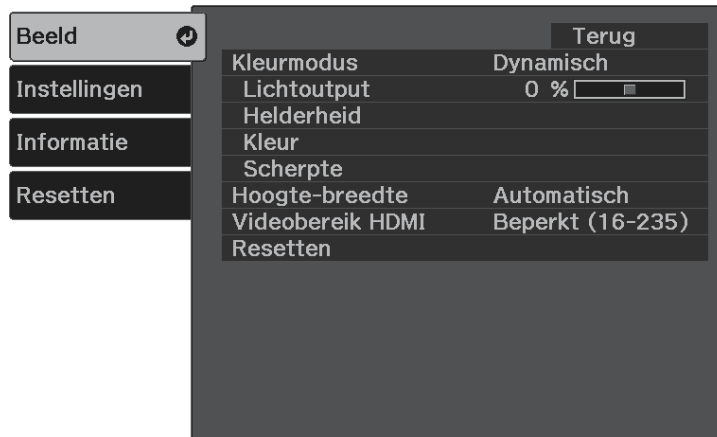 Beeld
Instellingen
Informatie
Resetten
Terug
Kleurmodus Dynamisch
Lichtoutput 0 %
Helderheid
Kleur
Scherpte
Hoogte-breedte Automatisch
Videobereik HDMI Beperkt (16-235)
Resetten